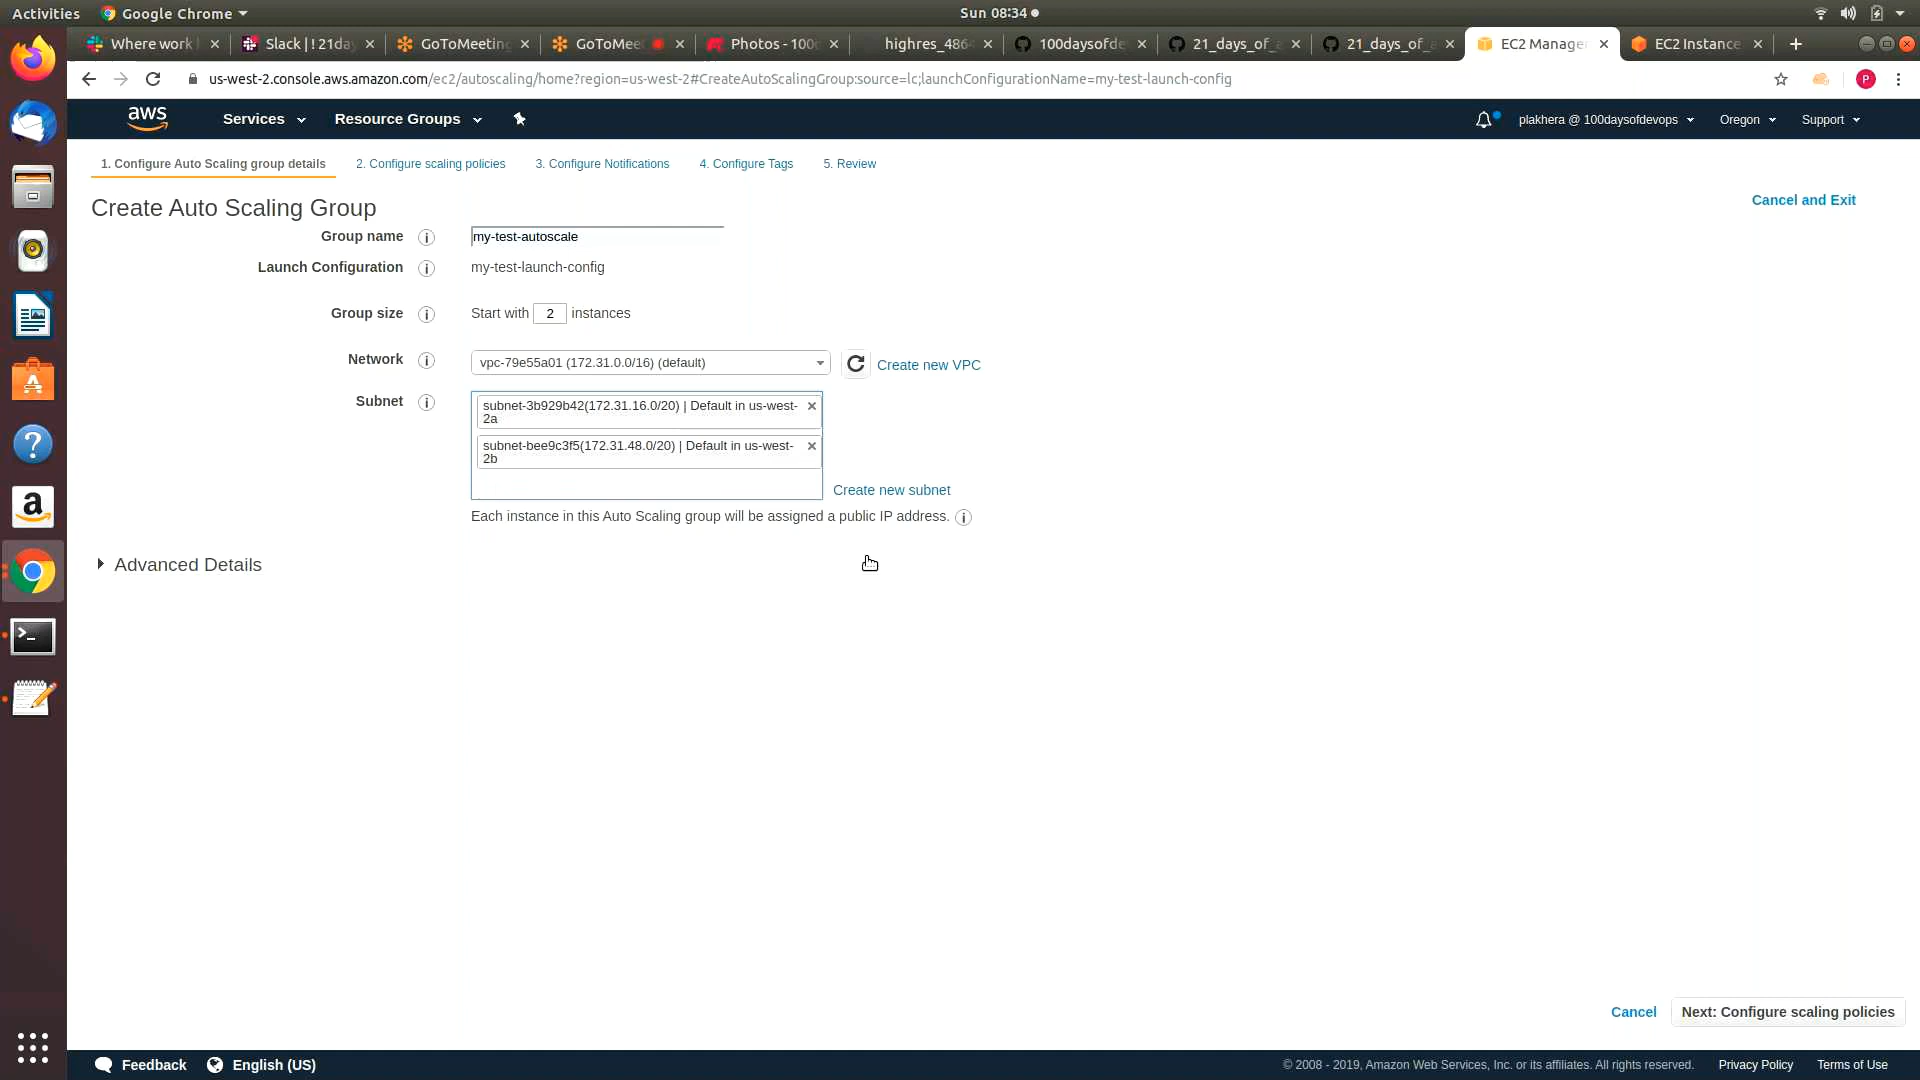 Activities Google Chrome Sun 08:34
Where work Slack | ! 21day GoToMeeting GoToMee Photos - 100 highres_486 100daysofde 21_days_of_a 21_days_of_a EC2 Manager EC2 Instance
us-west-2.console.aws.amazon.com/ec2/autoscaling/home?region=us-west-2#CreateAutoScalingGroup:source=lc;launchConfigurationName=my-test-launch-config P
aws Services Resource Groups plakhera @ 100daysofdevops Oregon Support
1. Configure Auto Scaling group details 2. Configure scaling policies 3. Configure Notifications 4. Configure Tags 5. Review
Create Auto Scaling Group Cancel and Exit
Group name my-test-autoscale
Launch Configuration my-test-launch-config
Group size Start with 2 instances
Network vpc-79e55a01 (172.31.0.0/16) (default) Create new VPC
Subnet subnet-3b929b42(172.31.16.0/20) | Default in us-west-
2a
subnet-bee9c3f5(172.31.48.0/20) | Default in us-west-
2b
Create new subnet
Each instance in this Auto Scaling group will be assigned a public IP address.
Advanced Details
Cancel Next: Configure scaling policies
Feedback English (US) © 2008 - 2019, Amazon Web Services, Inc. or its affiliates. All rights reserved. Privacy Policy Terms of Use